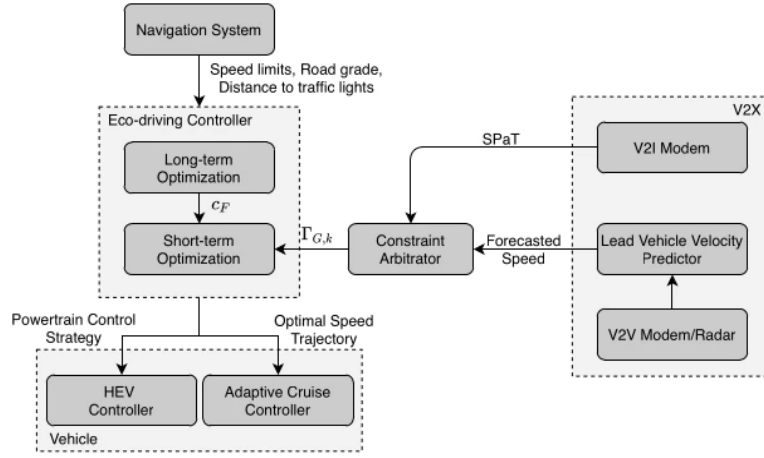 Navigation System
Speed limits, Road grade,
Distance to traffic lights
Eco-driving Controller
Long-term
Optimization
c_F
Short-term
Optimization
Γ_{G,k}
Constraint
Arbitrator
SPaT
Forecasted
Speed
V2X
V2I Modem
Lead Vehicle Velocity
Predictor
V2V Modem/Radar
Powertrain Control
Strategy
Optimal Speed
Trajectory
HEV
Controller
Adaptive Cruise
Controller
Vehicle